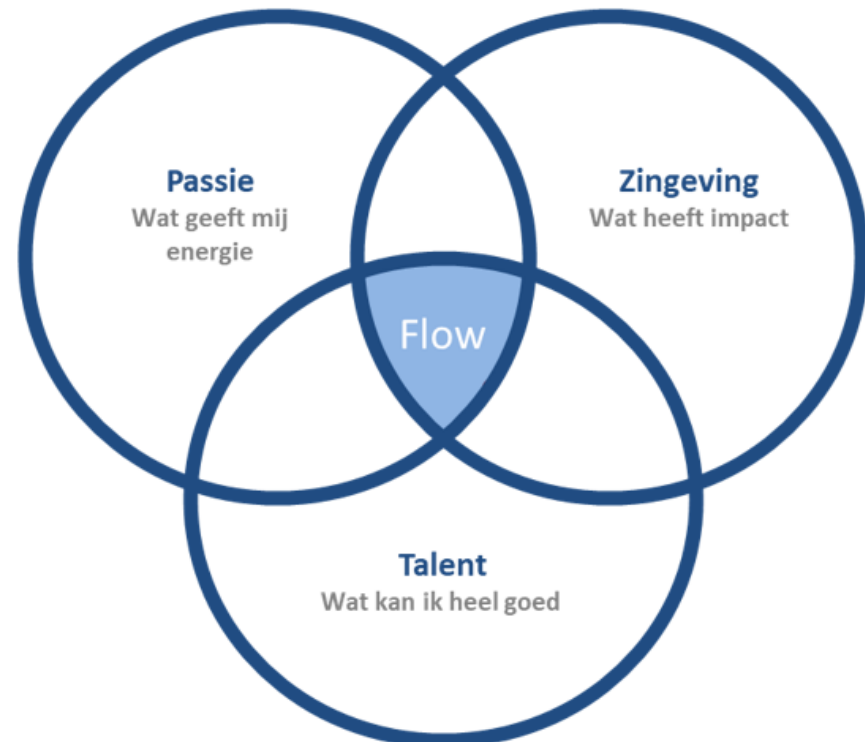 Passie
Wat geeft mij
energie
Zingeving
Wat heeft impact
Flow
Talent
Wat kan ik heel goed